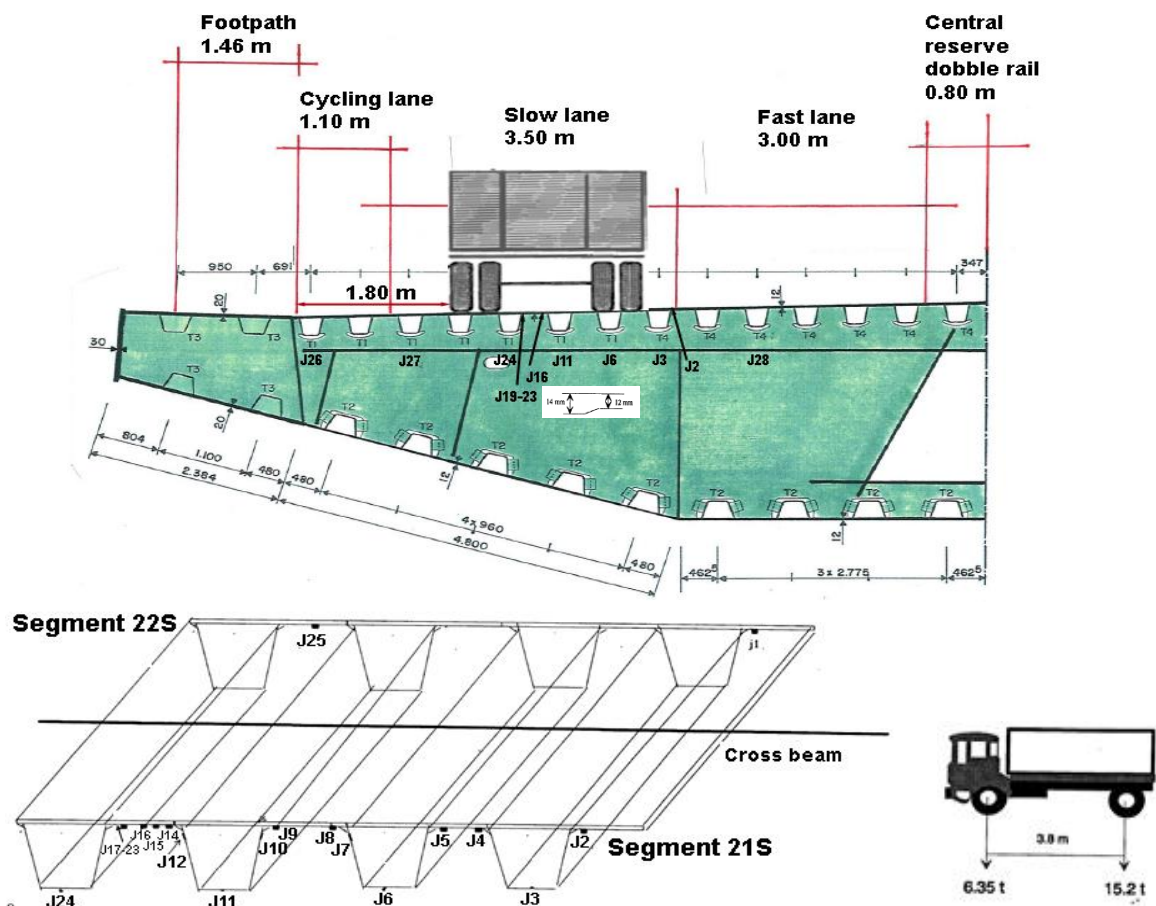 Footpath
1.46 m
Central
reserve
dobble rail
0.80 m
Cycling lane
1.10 m
Slow lane
3.50 m
Fast lane
3.00 m
950
691
1.80 m
347
20
12
30
T3
T3
T1
T1
T1
T1
T1
T1
T1
T4
T4
T4
T4
T4
T4
J26
J27
J24
J11
J6
J3
J2
J28
J16
J19-23
14 mm
12 mm
T3
T3
20
T2
T2
T2
T2
T2
12
T2
T2
T2
T2
12
804
1.100
480
480
2.384
4x960
4.800
480
462⁵
3 x 2.775
462⁵
Segment 22S
J25
j1
Cross beam
J16
J14
J9
J8
J5
J4
J2
J17-23
J15
J12
J10
J7
Segment 21S
J24
J11
J6
J3
3.8 m
6.35 t
15.2 t